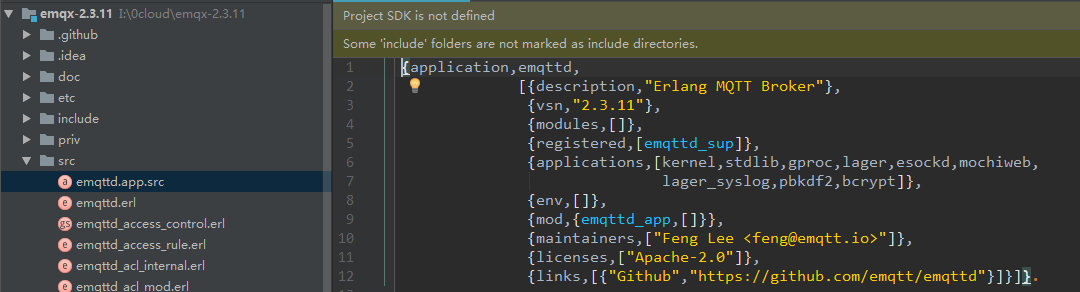 emqx-2.3.11 I:\0cloud\emqx-2.3.11
.github
.idea
doc
etc
include
priv
src
emqttd.app.src
emqttd.erl
emqttd_access_control.erl
emqttd_access_rule.erl
emqttd_acl_internal.erl
emqttd_acl_mod.erl
Project SDK is not defined
Some 'include' folders are not marked as include directories.
1 {application,emqttd,
2 [{description,"Erlang MQTT Broker"},
3 {vsn,"2.3.11"},
4 {modules,[]},
5 {registered,[emqttd_sup]},
6 {applications,[kernel,stdlib,gproc,lager,esockd,mochiweb,
7 lager_syslog,pbkdf2,bcrypt]},
8 {env,[]},
9 {mod,{emqttd_app,[]}},
10 {maintainers,["Feng Lee <feng@emqtt.io>"]},
11 {licenses,["Apache-2.0"]},
12 {links,[{"Github","https://github.com/emqtt/emqttd"}]}]}.